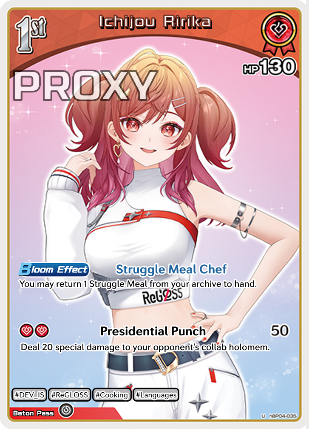 1st
Ichijou Ririka
HP130
PROXY
Bloom Effect Struggle Meal Chef
You may return 1 Struggle Meal from your archive to hand.
ReGLOSS
Presidential Punch 50
Deal 20 special damage to your opponent's collab holomem.
#DEV_IS #ReGLOSS #Cooking #Languages
Baton Pass
U hBP04-036